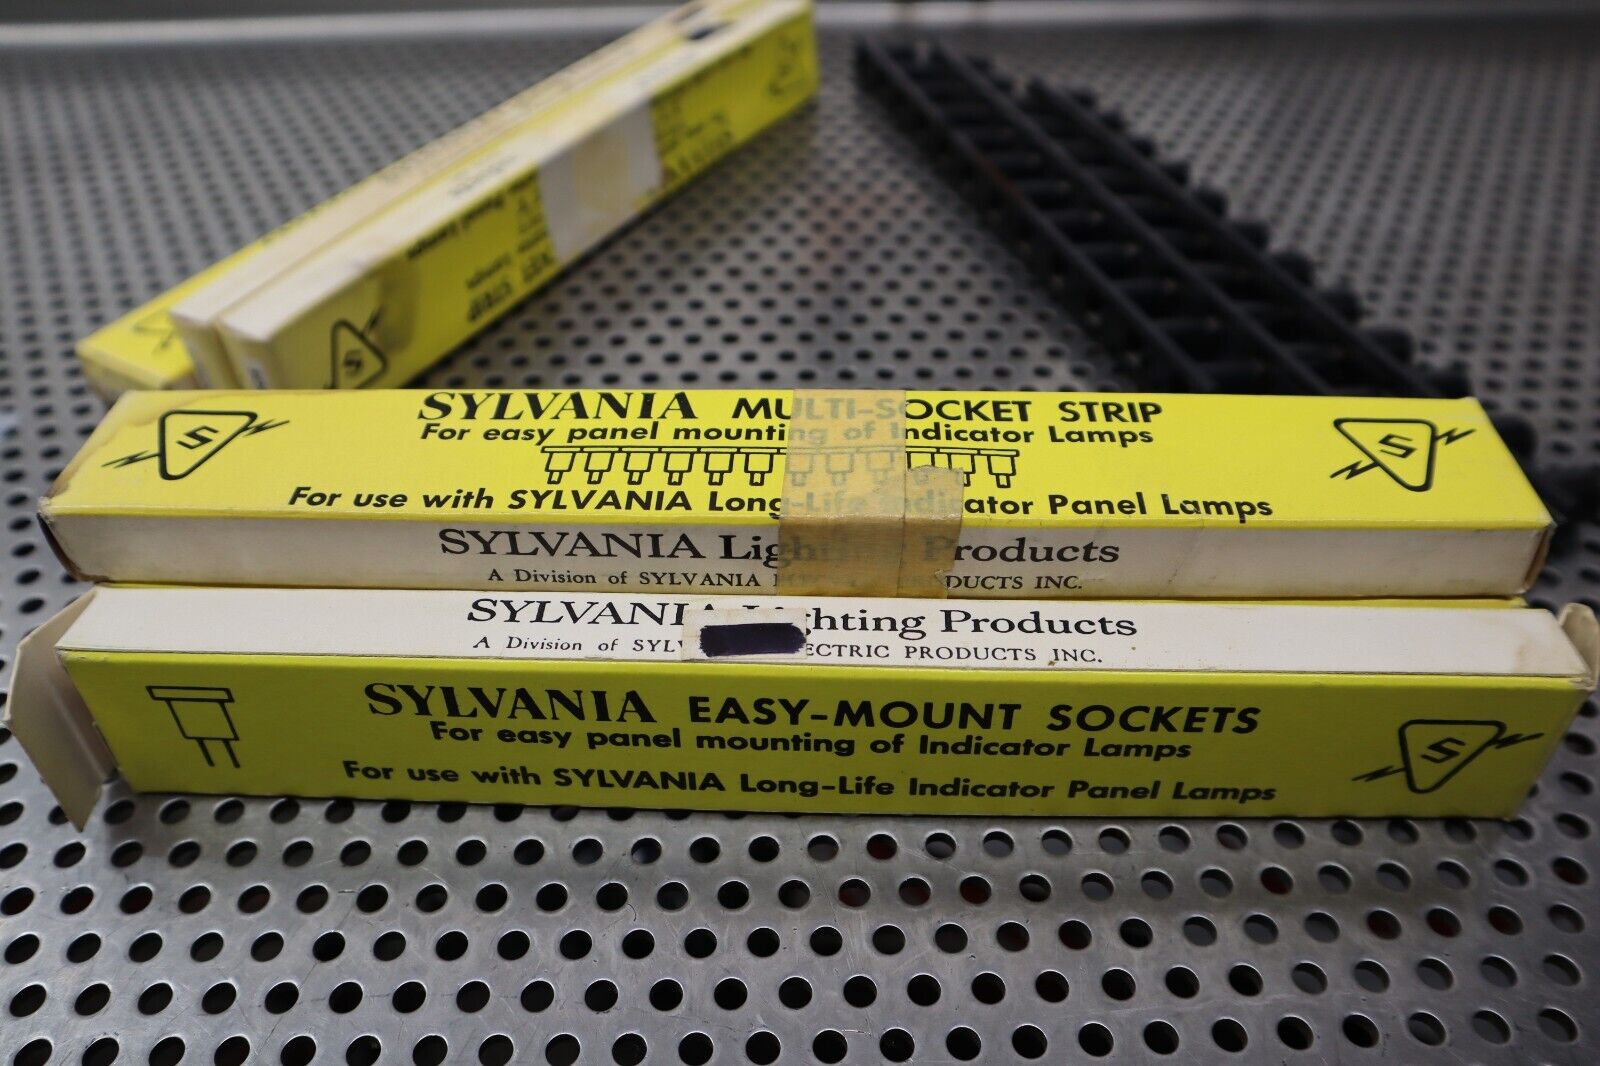 SYLVANIA MULTI-SOCKET STRIP
For easy panel mounting of Indicator Lamps
For use with SYLVANIA Long-Life Indicator Panel Lamps
S
S
SYLVANIA Lighting Products
A Division of SYLVANIA PRODUCTS INC.
SYLVANIA Lighting Products
A Division of ELECTRIC PRODUCTS INC.
SYLVANIA EASY-MOUNT SOCKETS
For easy panel mounting of Indicator Lamps
For use with SYLVANIA Long-Life Indicator Panel Lamps
S
S